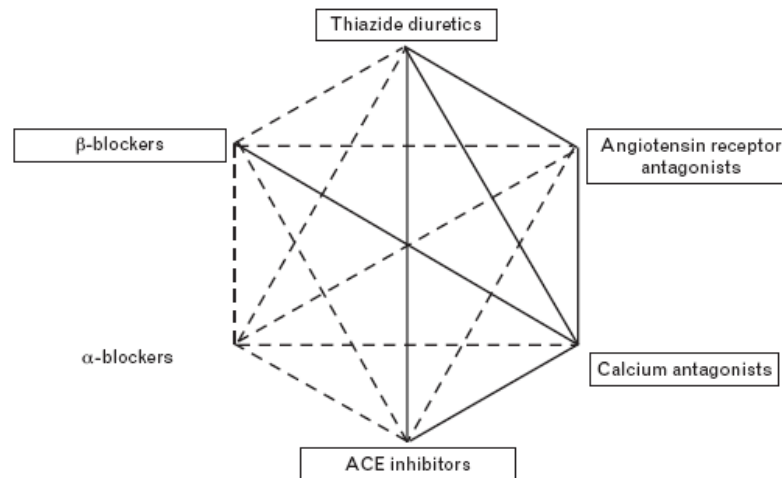 Thiazide diuretics
β-blockers
Angiotensin receptor
antagonists
α-blockers
Calcium antagonists
ACE inhibitors